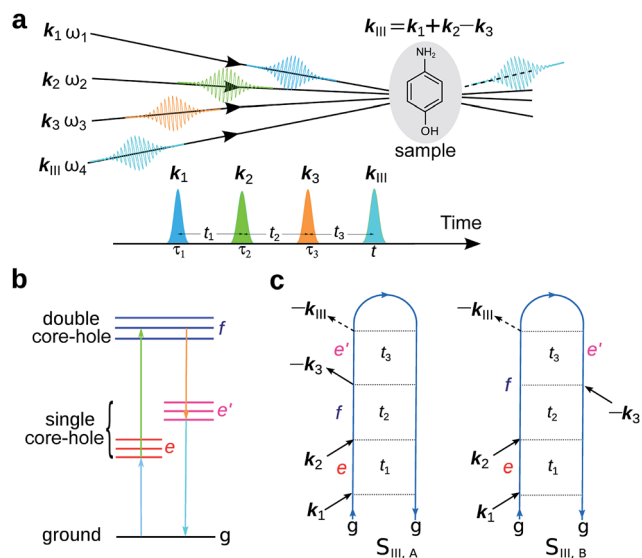 a
k₁ ω₁
k₂ ω₂
k₃ ω₃
kIII ω₄
kIII = k₁ + k₂ − k₃
NH₂
OH
sample
k₁ k₂ k₃ kIII
t₁ t₂ t₃
Time
τ₁ τ₂ τ₃ t
b
double
core-hole
f
single
core-hole
e'
e
ground
g
c
−kIII
e'
t₃
−k₃
f
t₂
k₂
e
t₁
k₁
g g
SIII, A
−kIII
e'
t₃
f
−k₃
t₂
k₂
e
t₁
k₁
g g
SIII, B